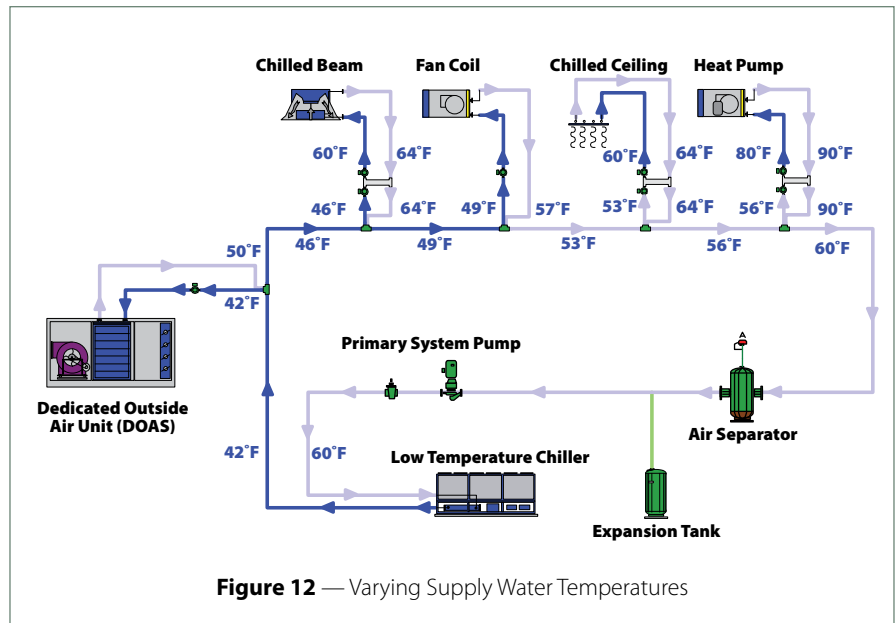 Chilled Beam Fan Coil Chilled Ceiling Heat Pump
60˚F 64˚F 60˚F 64˚F 80˚F 90˚F
46˚F 64˚F 49˚F 57˚F 53˚F 64˚F 56˚F 90˚F
46˚F 49˚F 53˚F 56˚F 60˚F
50˚F
42˚F
Dedicated Outside
Air Unit (DOAS)
Primary System Pump
A
Air Separator
42˚F 60˚F
Low Temperature Chiller
Expansion Tank
Figure 12 — Varying Supply Water Temperatures